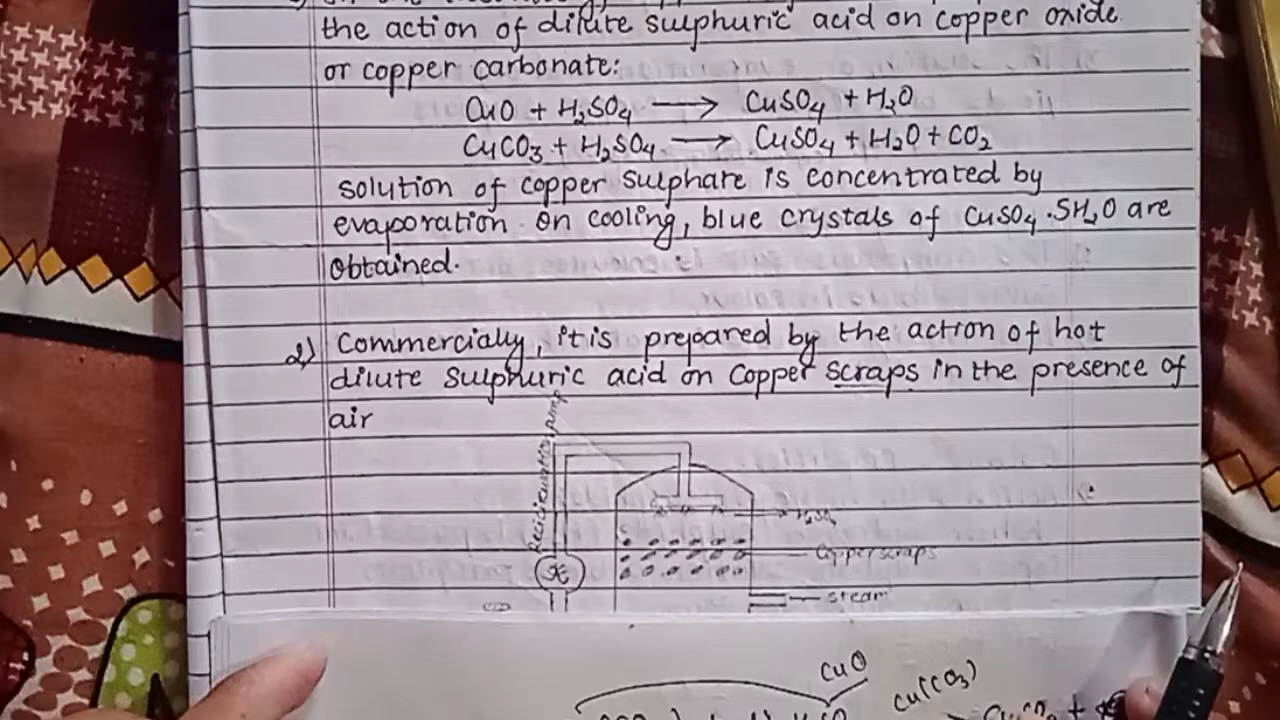 the action of dilute sulphuric acid on copper oxide
or copper carbonate:
CuO + H₂SO₄ → CuSO₄ + H₂O
CuCO₃ + H₂SO₄ → CuSO₄ + H₂O + CO₂
solution of copper sulphare is concentrated by
evaporation. on cooling, blue crystals of CuSO₄.5H₂O are
obtained.
2) Commercially, it is prepared by the action of hot
dilute sulphuric acid on copper scraps in the presence of
air
pump
H₂SO₄
Copper scraps
steam
CuO
Cu(CO₃)